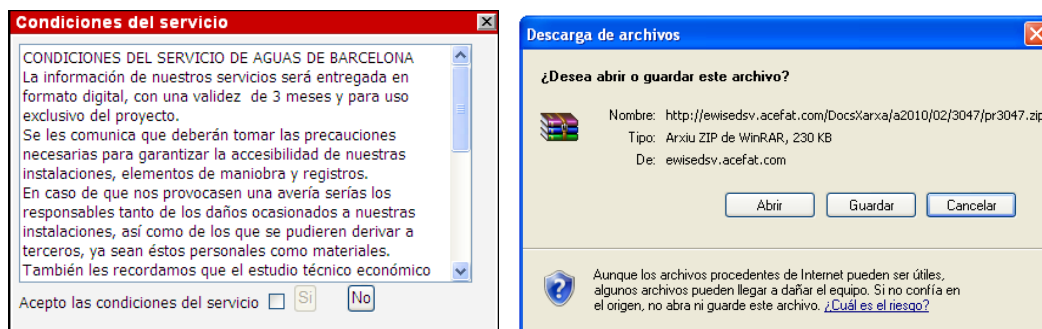 Condiciones del servicio
CONDICIONES DEL SERVICIO DE AGUAS DE BARCELONA
La información de nuestros servicios será entregada en
formato digital, con una validez de 3 meses y para uso
exclusivo del proyecto.
Se les comunica que deberán tomar las precauciones
necesarias para garantizar la accesibilidad de nuestras
instalaciones, elementos de maniobra y registros.
En caso de que nos provocasen una avería serías los
responsables tanto de los daños ocasionados a nuestras
instalaciones, así como de los que se pudieren derivar a
terceros, ya sean éstos personales como materiales.
También les recordamos que el estudio técnico económico
Acepto las condiciones del servicio Si No
Descarga de archivos
¿Desea abrir o guardar este archivo?
Nombre: http://ewisedsv.acefat.com/DocsXarxa/a2010/02/3047/pr3047.zip
Tipo: Arxiu ZIP de WinRAR, 230 KB
De: ewisedsv.acefat.com
Abrir Guardar Cancelar
Aunque los archivos procedentes de Internet pueden ser útiles,
algunos archivos pueden llegar a dañar el equipo. Si no confía en
el origen, no abra ni guarde este archivo. ¿Cuál es el riesgo?